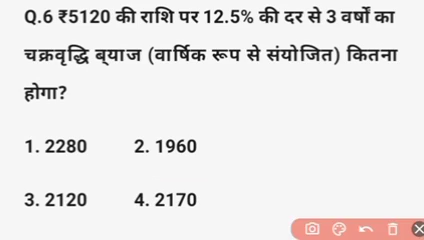 Q.6 ₹5120 की राशि पर 12.5% की दर से 3 वर्षों का
चक्रवृद्धि ब्याज (वार्षिक रूप से संयोजित) कितना
होगा?
1. 2280 2. 1960
3. 2120 4. 2170